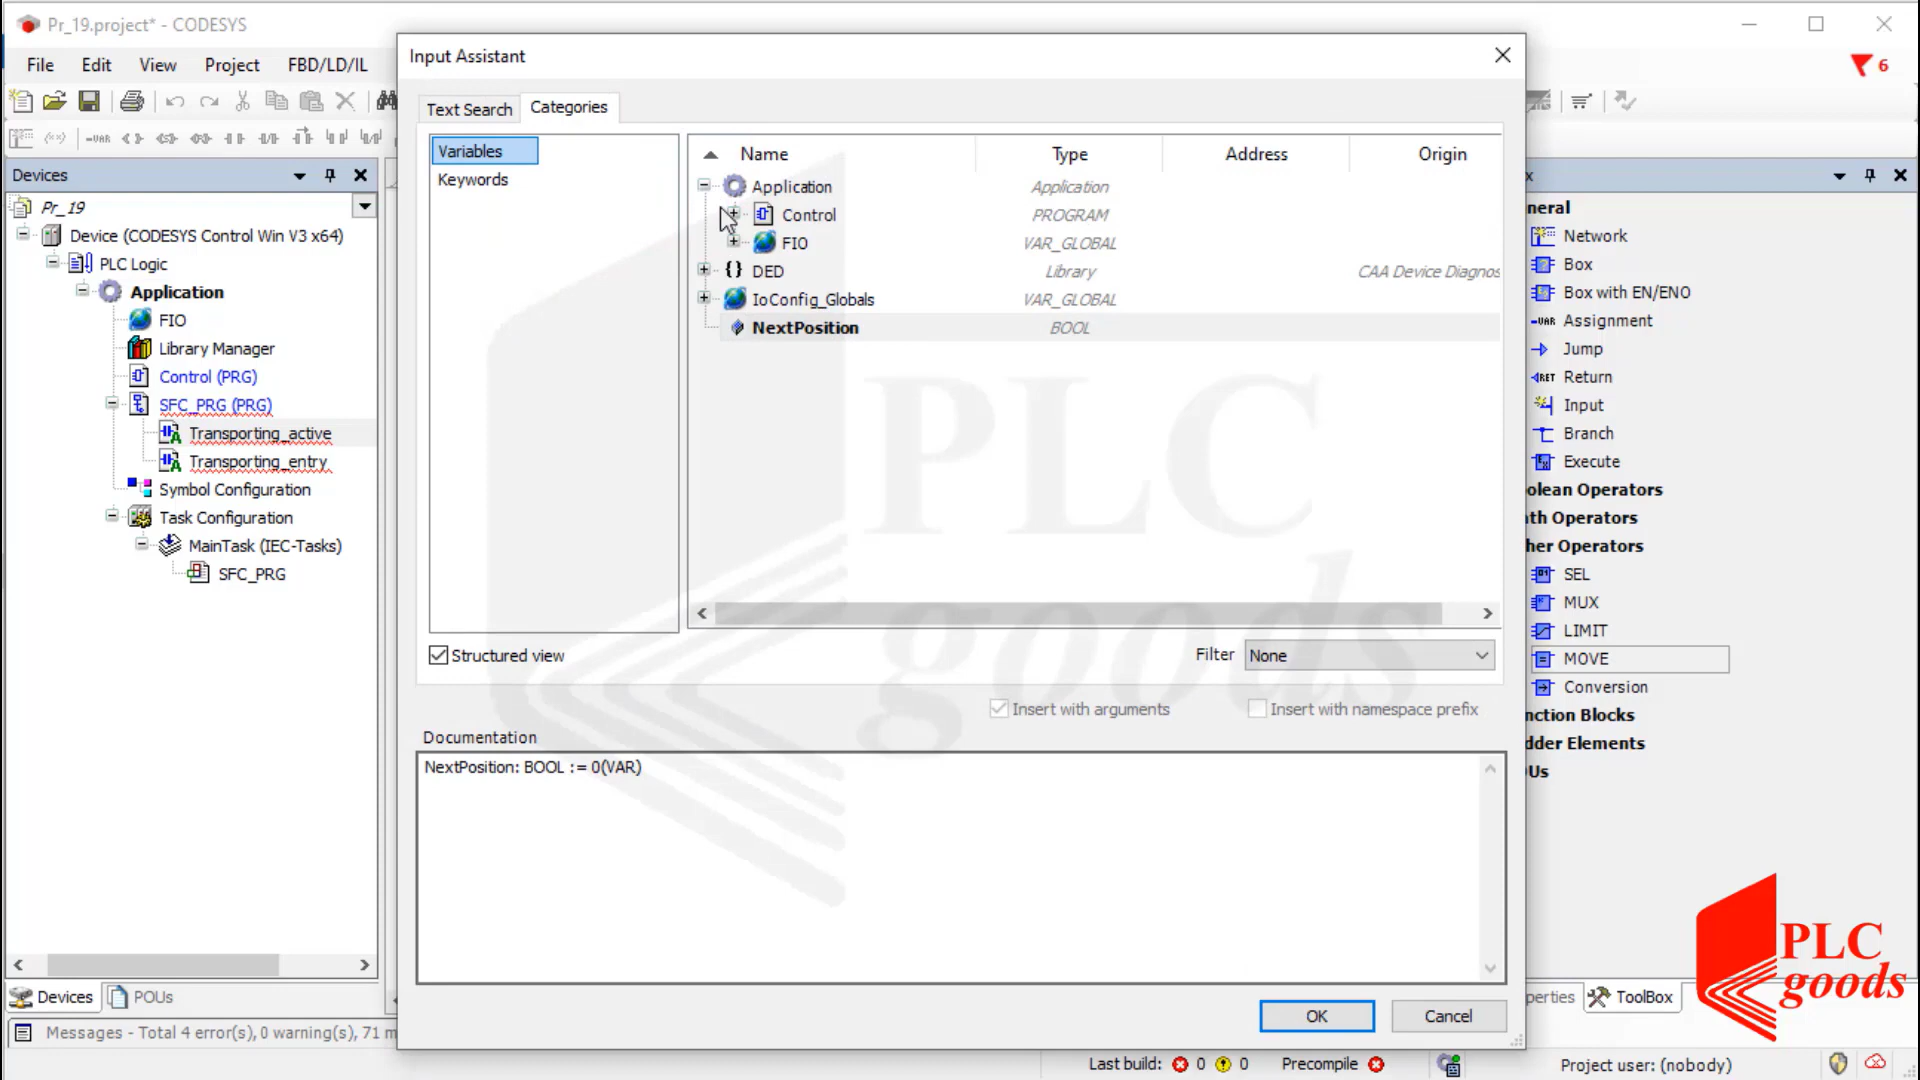 Pr_19.project* - CODESYS
File Edit View Project FBD/LD/IL
6
Input Assistant
Text Search Categories
Variables
Keywords
Name Type Address Origin
Application Application
Control PROGRAM
FIO VAR_GLOBAL
DED Library CAA Device Diagnos
IoConfig_Globals VAR_GLOBAL
NextPosition BOOL
Structured view
Filter None
Insert with arguments Insert with namespace prefix
Documentation
NextPosition: BOOL := 0(VAR)
OK Cancel
Devices
Pr_19
Device (CODESYS Control Win V3 x64)
PLC Logic
Application
FIO
Library Manager
Control (PRG)
SFC_PRG (PRG)
Transporting_active
Transporting_entry
Symbol Configuration
Task Configuration
MainTask (IEC-Tasks)
SFC_PRG
Devices POUs
Messages - Total 4 error(s), 0 warning(s), 71 m
x
neral
Network
Box
Box with EN/ENO
-VAR Assignment
Jump
RET Return
Input
Branch
Execute
olean Operators
th Operators
her Operators
SEL
MUX
LIMIT
MOVE
Conversion
nction Blocks
dder Elements
Us
perties ToolBox
Last build: 0 0 Precompile
Project user: (nobody)
PLC
goods
PLC
goods